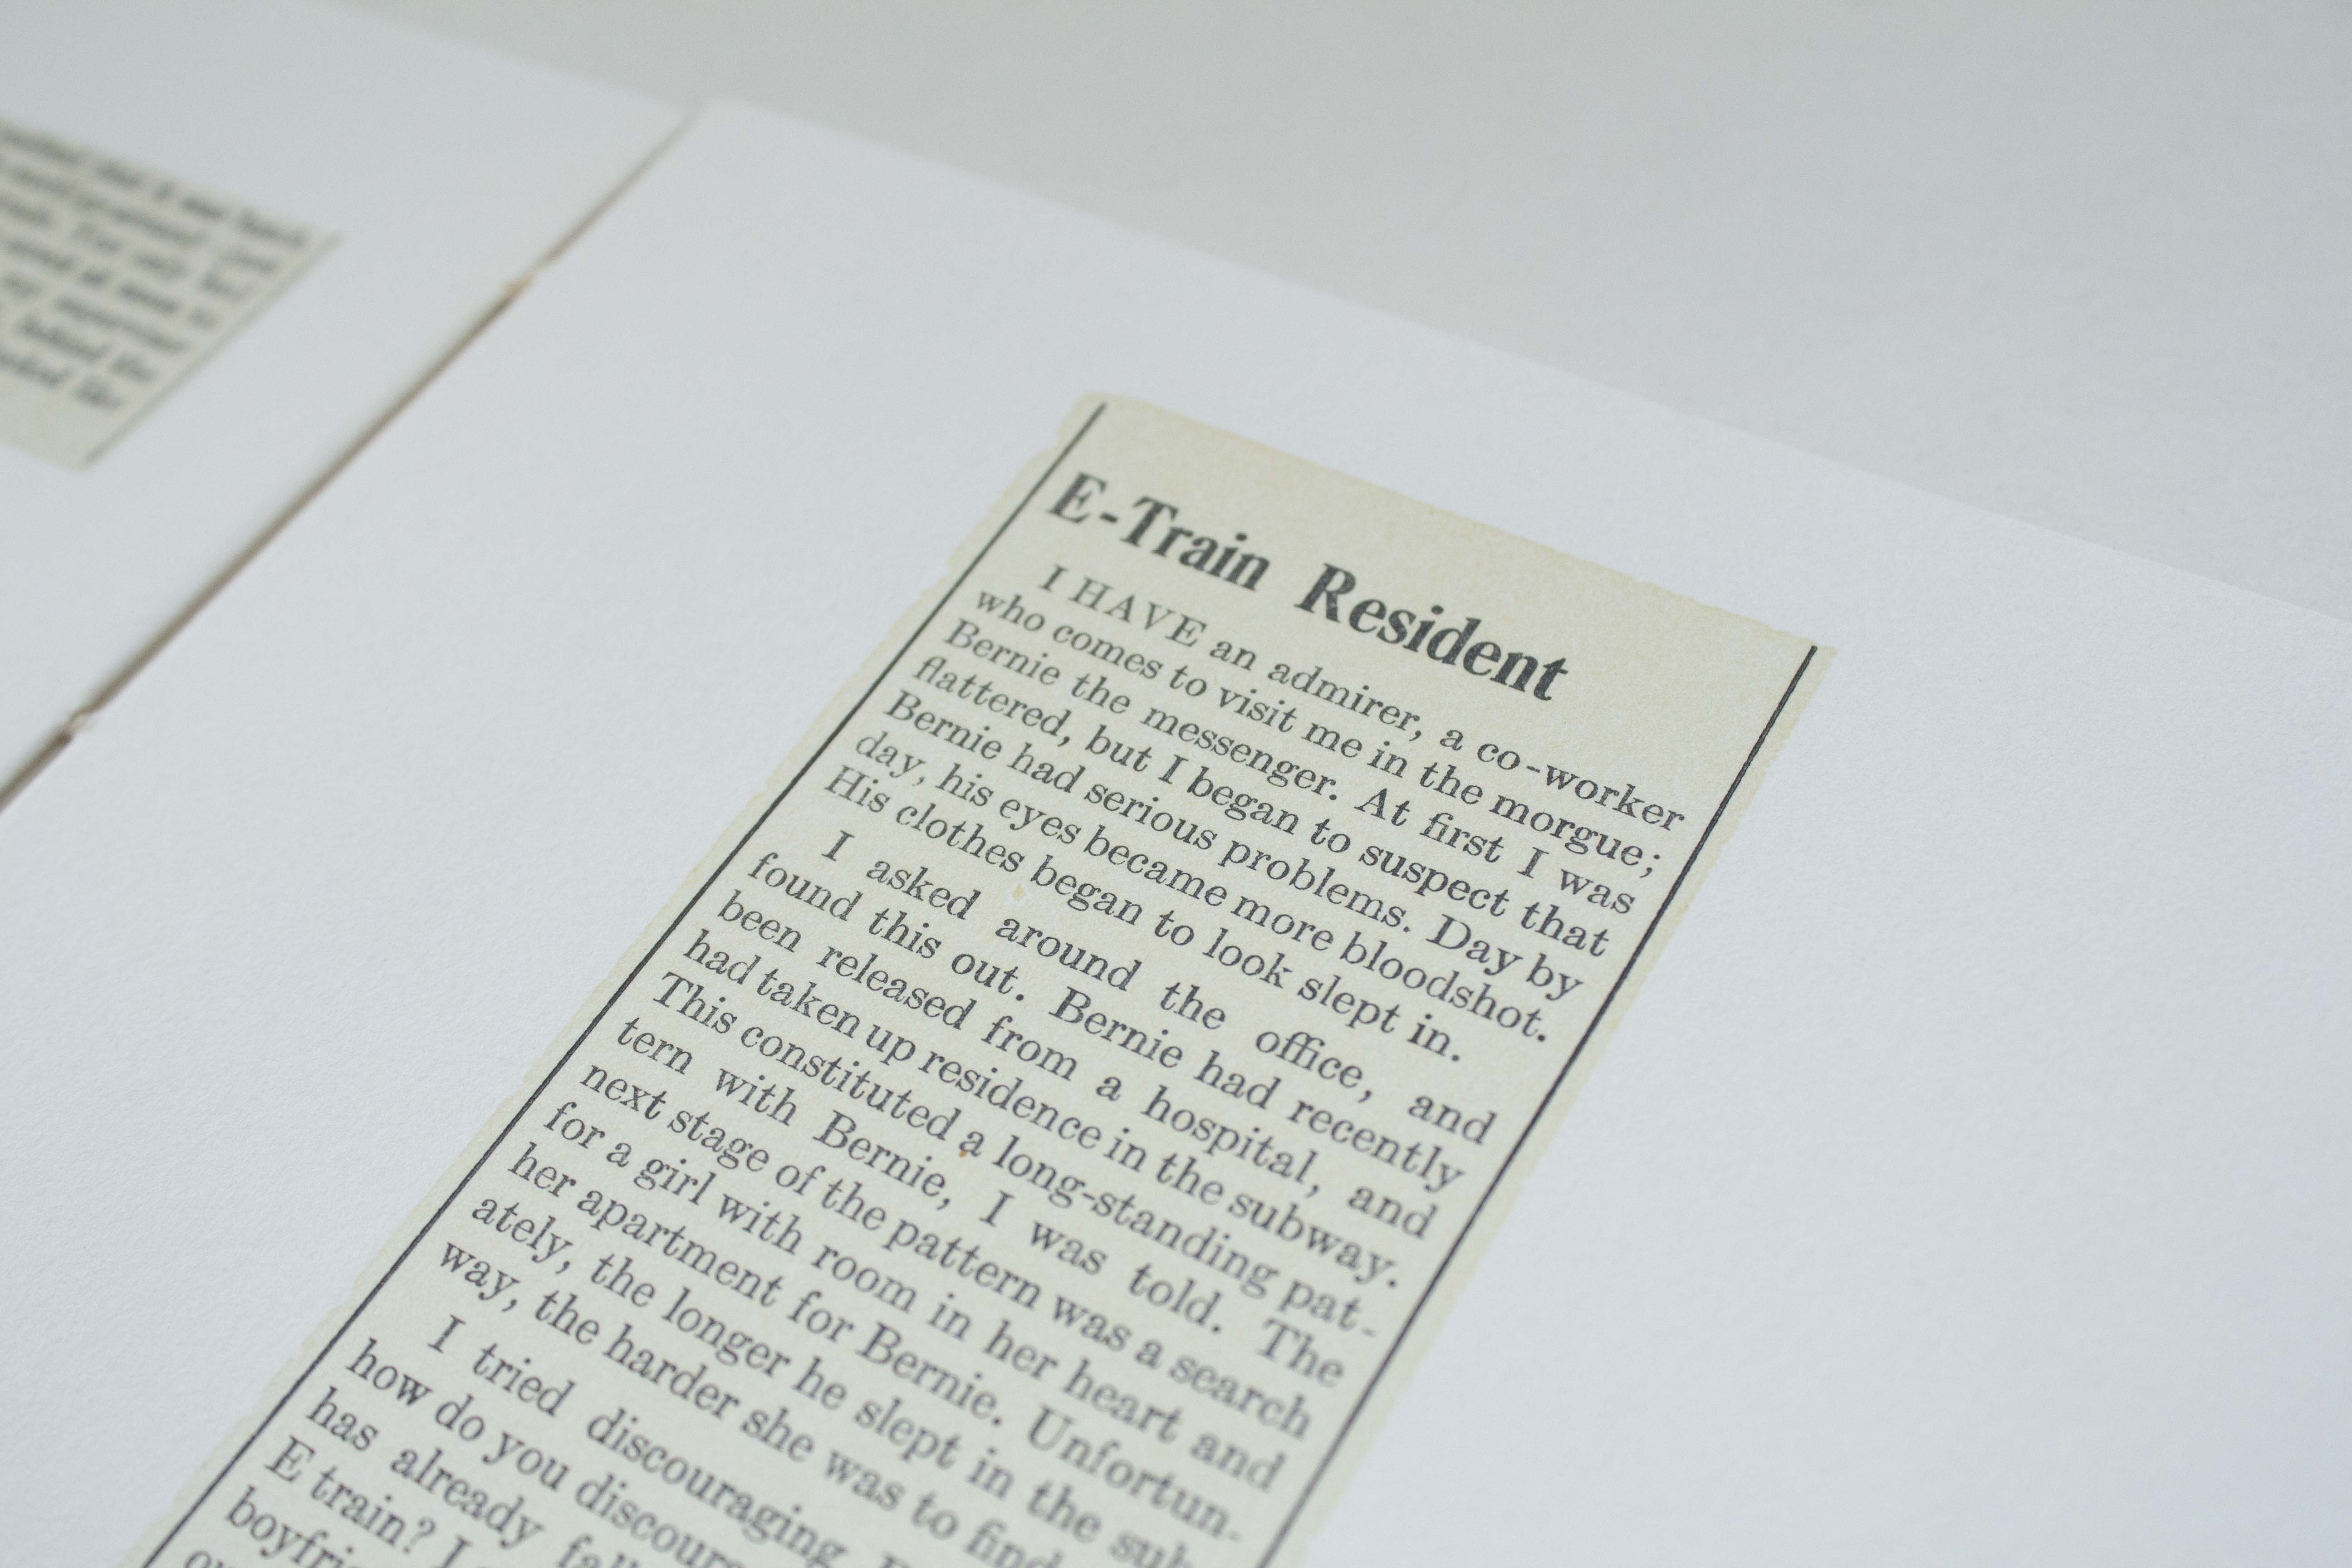 E-Train Resident
I HAVE an admirer, a co-worker
who comes to visit me in the morgue;
Bernie the messenger. At first I was
flattered, but I began to suspect that
Bernie had serious problems. Day by
day, his eyes became more bloodshot.
His clothes began to look slept in.
I asked around the office, and
found this out. Bernie had recently
been released from a hospital, and
had taken up residence in the subway.
This constituted a long-standing pat-
tern with Bernie, I was told. The
next stage of the pattern was a search
for a girl with room in her heart and
her apartment for Bernie. Unfortun-
ately, the longer he slept in the sub-
way, the harder she was to find
I tried discouraging
how do you discour
has already fal
E train? I
boyfri